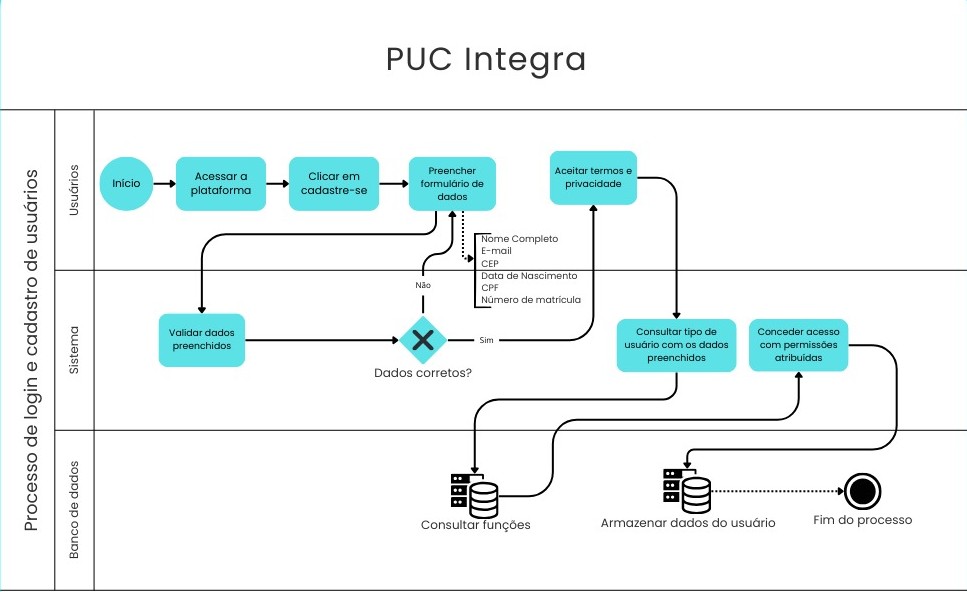 PUC Integra
Processo de login e cadastro de usuários
Usuários
Início
Acessar a
plataforma
Clicar em
cadastre-se
Preencher
formulário de
dados
Aceitar termos e
privacidade
Nome Completo
E-mail
CEP
Data de Nascimento
CPF
Número de matrícula
Não
Sistema
Validar dados
preenchidos
Dados corretos?
Sim
Consultar tipo de
usuário com os dados
preenchidos
Conceder acesso
com permissões
atribuídas
Banco de dados
Consultar funções
Armazenar dados do usuário
Fim do processo